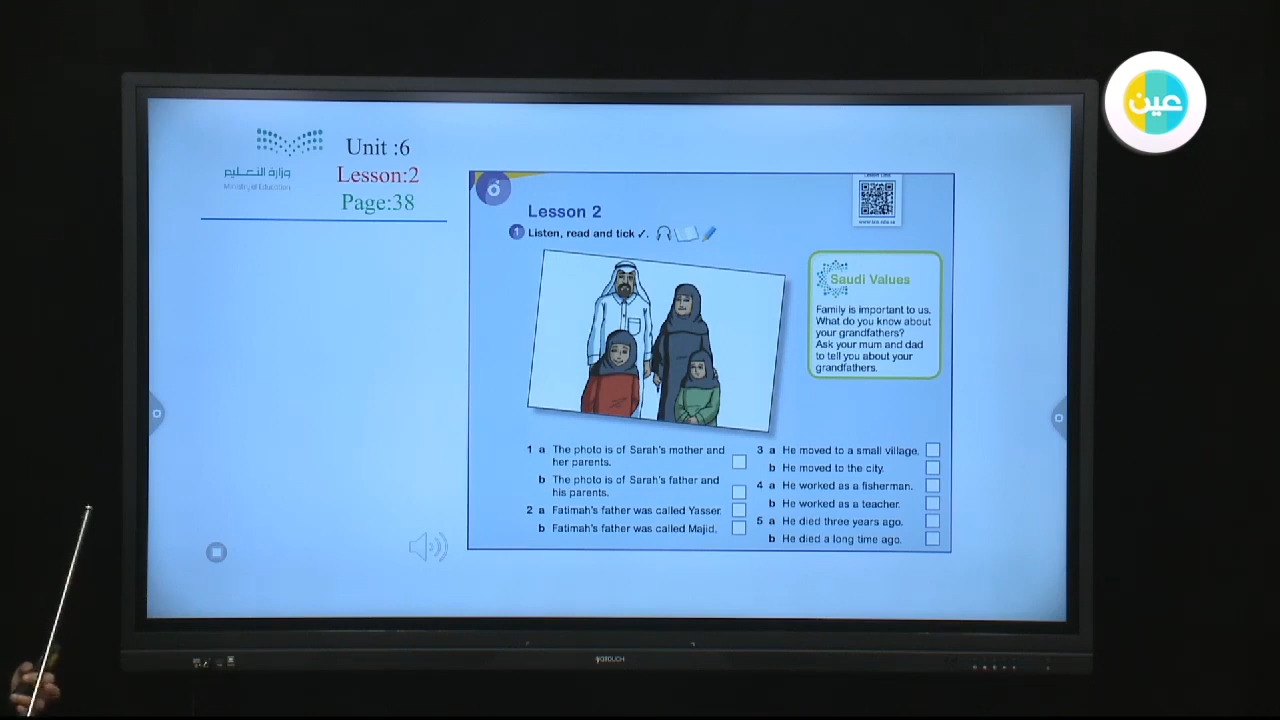 عين
وزارة التعليم
Ministry of Education
Unit :6
Lesson:2
Page:38
Lesson 2
1 Listen, read and tick ✓.
Saudi Values
Family is important to us.
What do you know about
your grandfathers?
Ask your mum and dad
to tell you about your
grandfathers.
1 a The photo is of Sarah's mother and
her parents.
b The photo is of Sarah's father and
his parents.
2 a Fatimah's father was called Yasser.
b Fatimah's father was called Majid.
3 a He moved to a small village.
b He moved to the city.
4 a He worked as a fisherman.
b He worked as a teacher.
5 a He died three years ago.
b He died a long time ago.